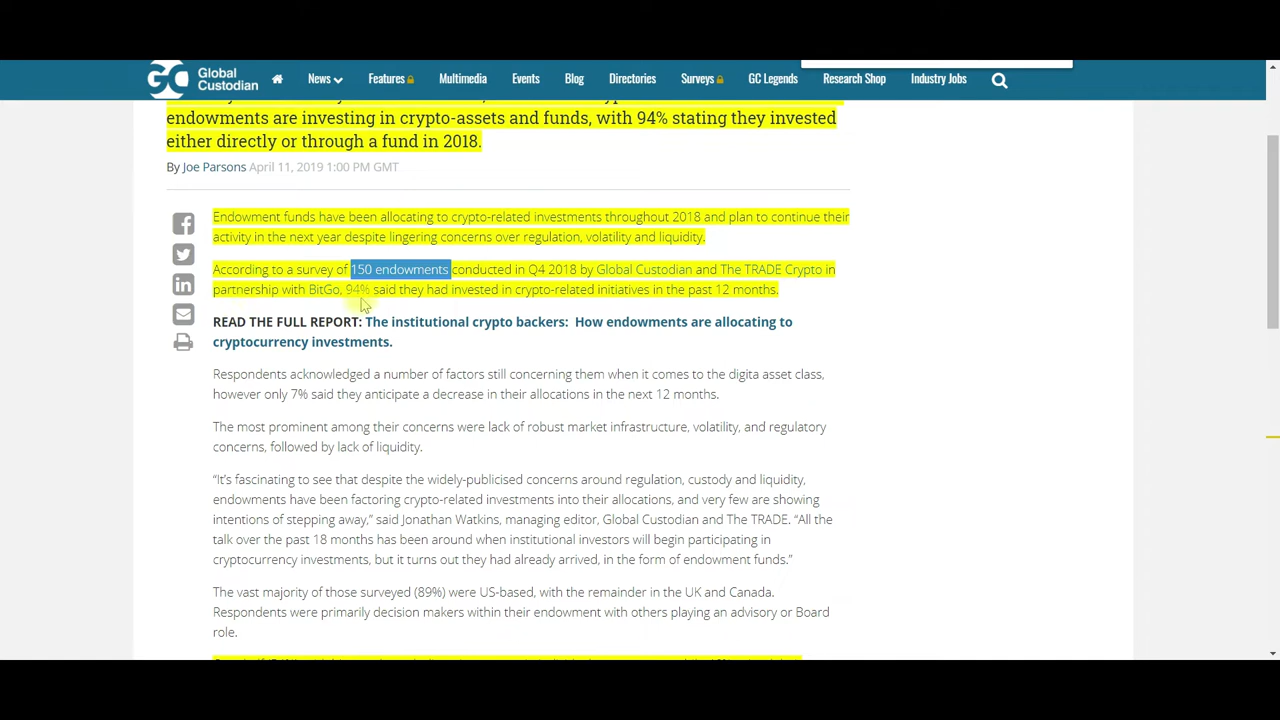 GC Global Custodian
News Features Multimedia Events Blog Directories Surveys GC Legends Research Shop Industry Jobs
endowments are investing in crypto-assets and funds, with 94% stating they invested
either directly or through a fund in 2018.
By Joe Parsons April 11, 2019 1:00 PM GMT
Endowment funds have been allocating to crypto-related investments throughout 2018 and plan to continue their
activity in the next year despite lingering concerns over regulation, volatility and liquidity.
According to a survey of 150 endowments conducted in Q4 2018 by Global Custodian and The TRADE Crypto in
partnership with BitGo, 94% said they had invested in crypto-related initiatives in the past 12 months.
READ THE FULL REPORT: The institutional crypto backers: How endowments are allocating to
cryptocurrency investments.
Respondents acknowledged a number of factors still concerning them when it comes to the digita asset class,
however only 7% said they anticipate a decrease in their allocations in the next 12 months.
The most prominent among their concerns were lack of robust market infrastructure, volatility, and regulatory
concerns, followed by lack of liquidity.
“It’s fascinating to see that despite the widely-publicised concerns around regulation, custody and liquidity,
endowments have been factoring crypto-related investments into their allocations, and very few are showing
intentions of stepping away,” said Jonathan Watkins, managing editor, Global Custodian and The TRADE. “All the
talk over the past 18 months has been around when institutional investors will begin participating in
cryptocurrency investments, but it turns out they had already arrived, in the form of endowment funds.”
The vast majority of those surveyed (89%) were US-based, with the remainder in the UK and Canada.
Respondents were primarily decision makers within their endowment with others playing an advisory or Board
role.